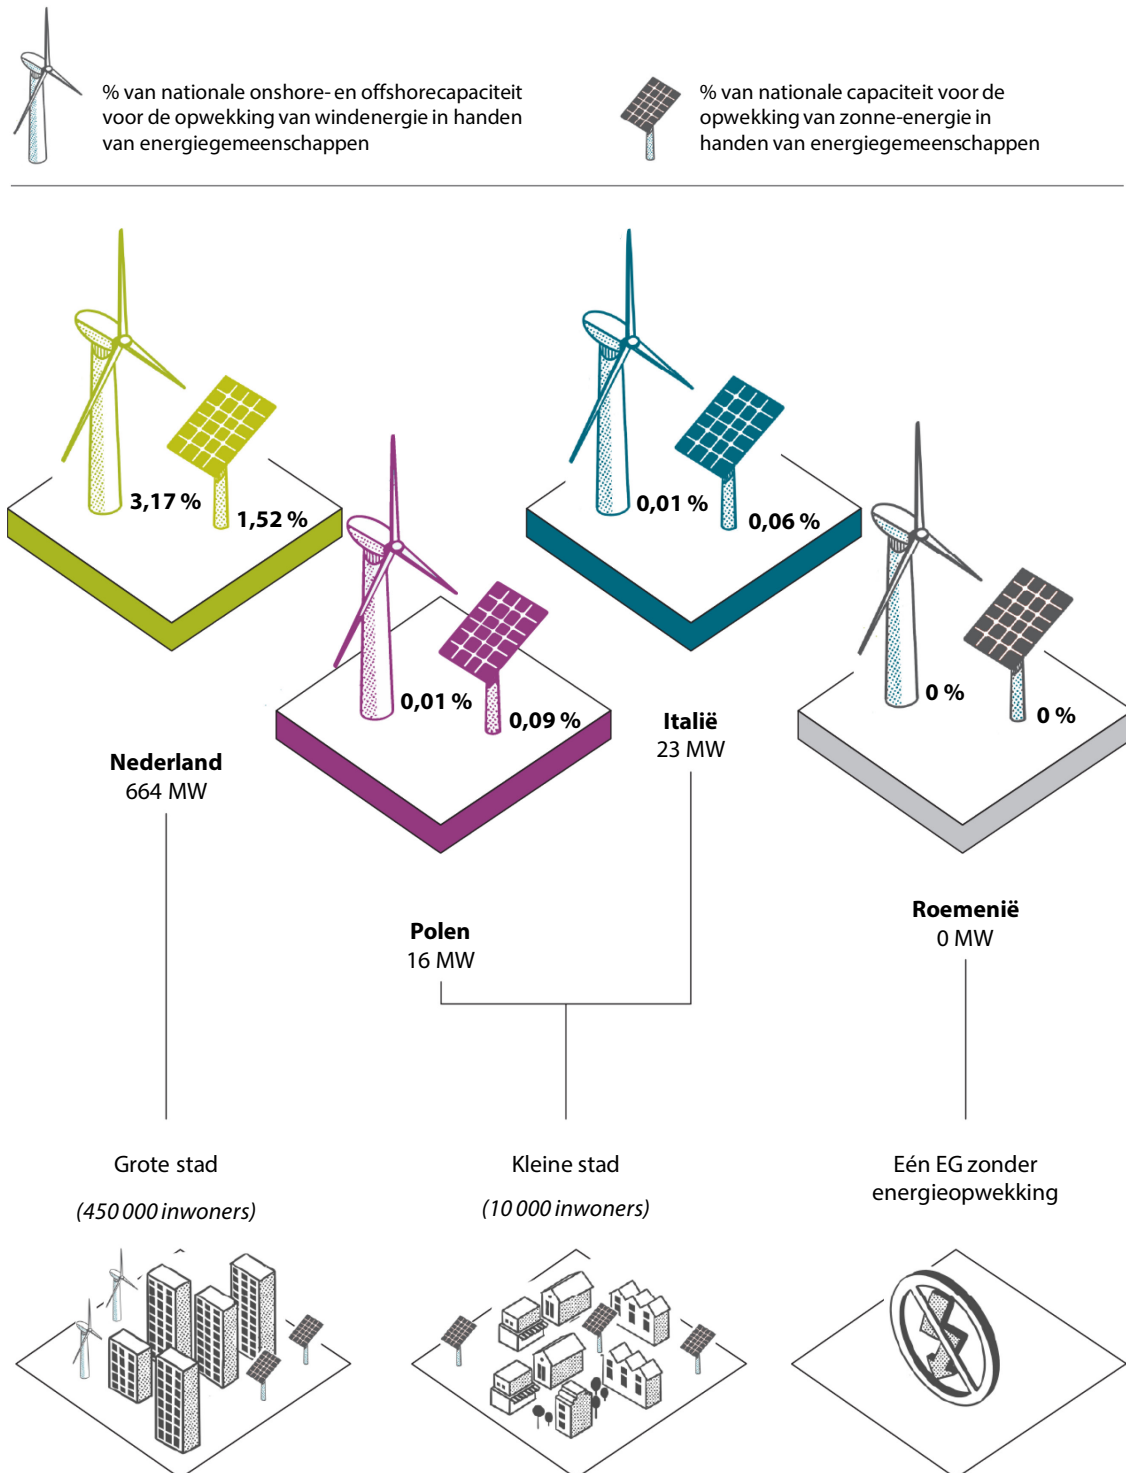 % van nationale onshore- en offshorecapaciteit
voor de opwekking van windenergie in handen
van energiegemeenschappen
% van nationale capaciteit voor de
opwekking van zonne-energie in
handen van energiegemeenschappen
3,17 %
1,52 %
0,01 %
0,06 %
0,01 %
0,09 %
0 %
0 %
Nederland
664 MW
Italië
23 MW
Polen
16 MW
Roemenië
0 MW
Grote stad
(450 000 inwoners)
Kleine stad
(10 000 inwoners)
Eén EG zonder
energieopwekking